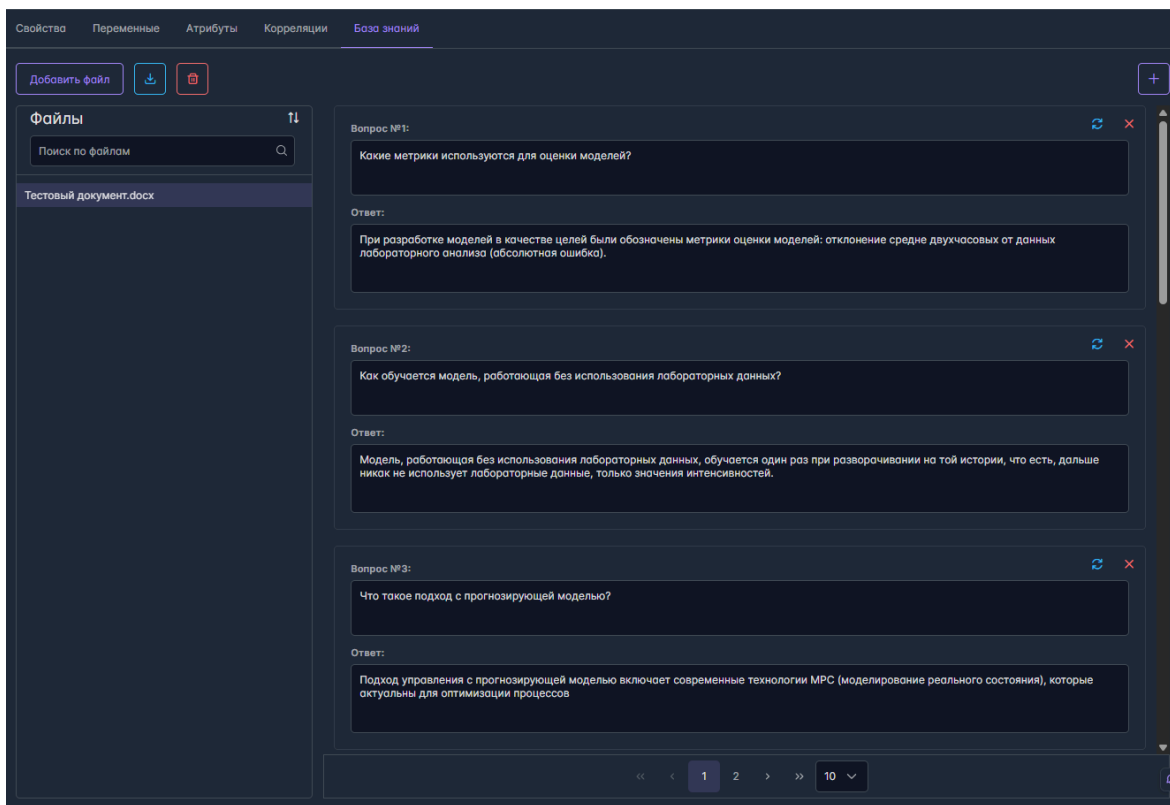 Свойства Переменные Атрибуты Корреляции База знаний
Добавить файл
Файлы
Поиск по файлам
Тестовый документ.docx
Вопрос №1:
Какие метрики используются для оценки моделей?
Ответ:
При разработке моделей в качестве целей были обозначены метрики оценки моделей: отклонение средне двухчасовых от данных
лабораторного анализа (абсолютная ошибка).
Вопрос №2:
Как обучается модель, работающая без использования лабораторных данных?
Ответ:
Модель, работающая без использования лабораторных данных, обучается один раз при разворачивании на той истории, что есть, дальше
никак не использует лабораторные данные, только значения интенсивностей.
Вопрос №3:
Что такое подход с прогнозирующей моделью?
Ответ:
Подход управления с прогнозирующей моделью включает современные технологии МРС (моделирование реального состояния), которые
актуальны для оптимизации процессов
1 2 10